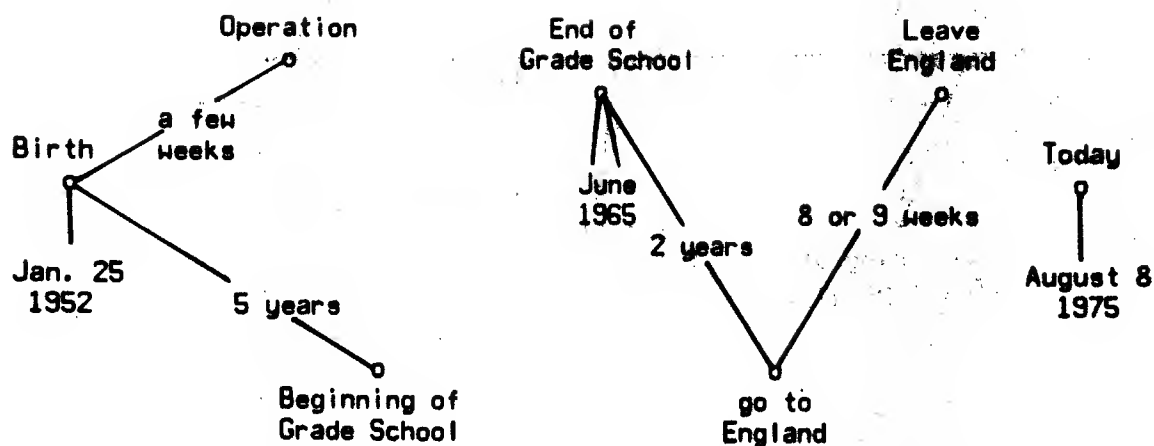 Operation
a few
weeks
Birth
Jan. 25
1952
5 years
Beginning of
Grade School
End of
Grade School
June
1965
2 years
go to
England
8 or 9 weeks
Leave
England
Today
August 8
1975